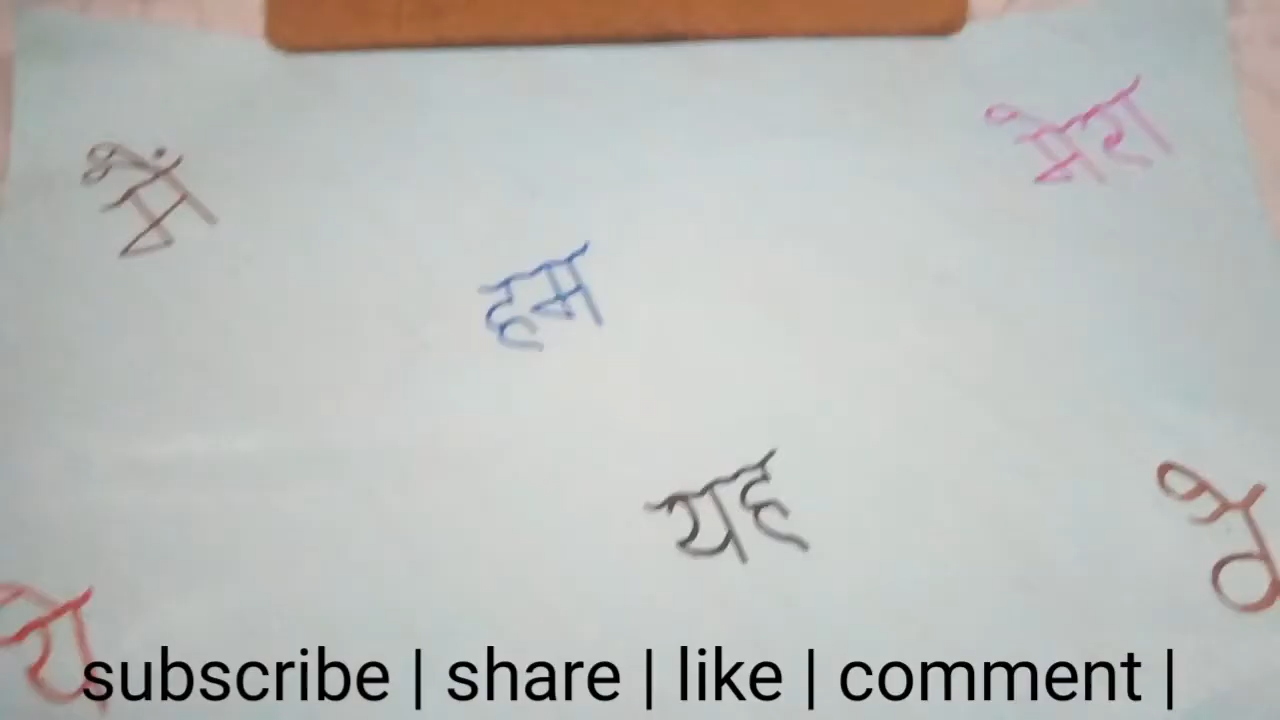 मैं
मेरा
हम
यह
ये
subscribe | share | like | comment |